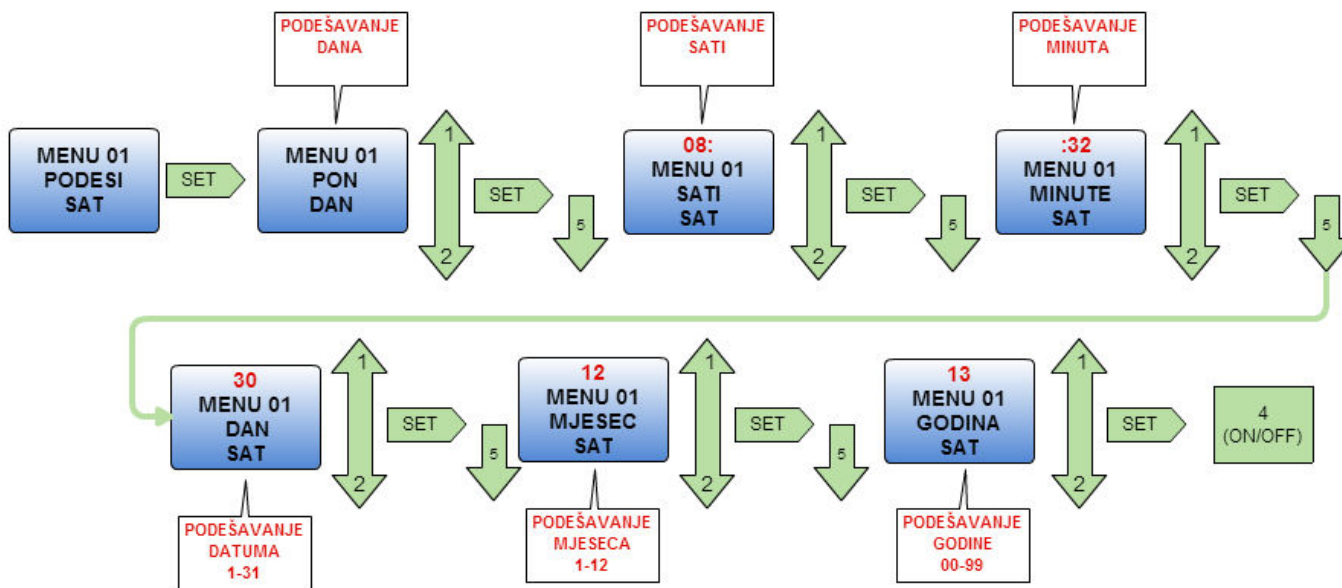 PODEŠAVANJE
DANA
PODEŠAVANJE
SATI
PODEŠAVANJE
MINUTA
MENU 01
PODESI
SAT
SET
MENU 01
PON
DAN
1
2
SET
5
08:
MENU 01
SATI
SAT
1
2
SET
5
:32
MENU 01
MINUTE
SAT
1
2
SET
5
30
MENU 01
DAN
SAT
1
2
SET
5
12
MENU 01
MJESEC
SAT
1
2
SET
5
13
MENU 01
GODINA
SAT
1
2
SET
4
(ON/OFF)
PODEŠAVANJE
DATUMA
1-31
PODEŠAVANJE
MJESECA
1-12
PODEŠAVANJE
GODINE
00-99